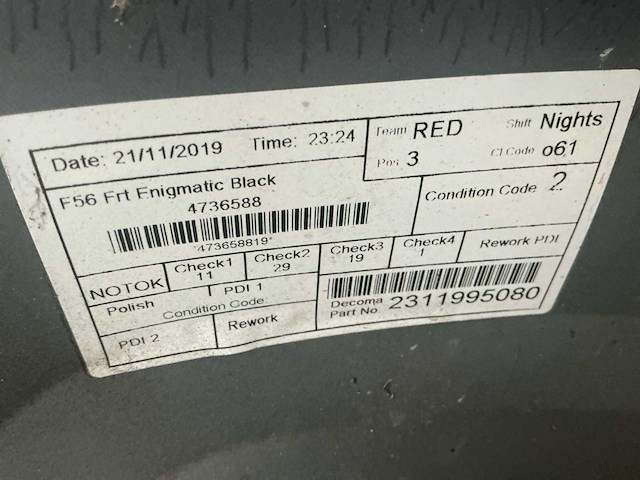 Date: 21/11/2019 Time: 23:24
Team RED Shift Nights
Pos 3 Cl Code o61
F56 Frt Enigmatic Black
4736588
Condition Code 2
*473658819*
NOTOK Check1 11 Check2 29 Check3 19 Check4 1 Rework PDI
Polish PDI 1
Condition Code
Decoma Part No. 2311995080
PDI 2 Rework